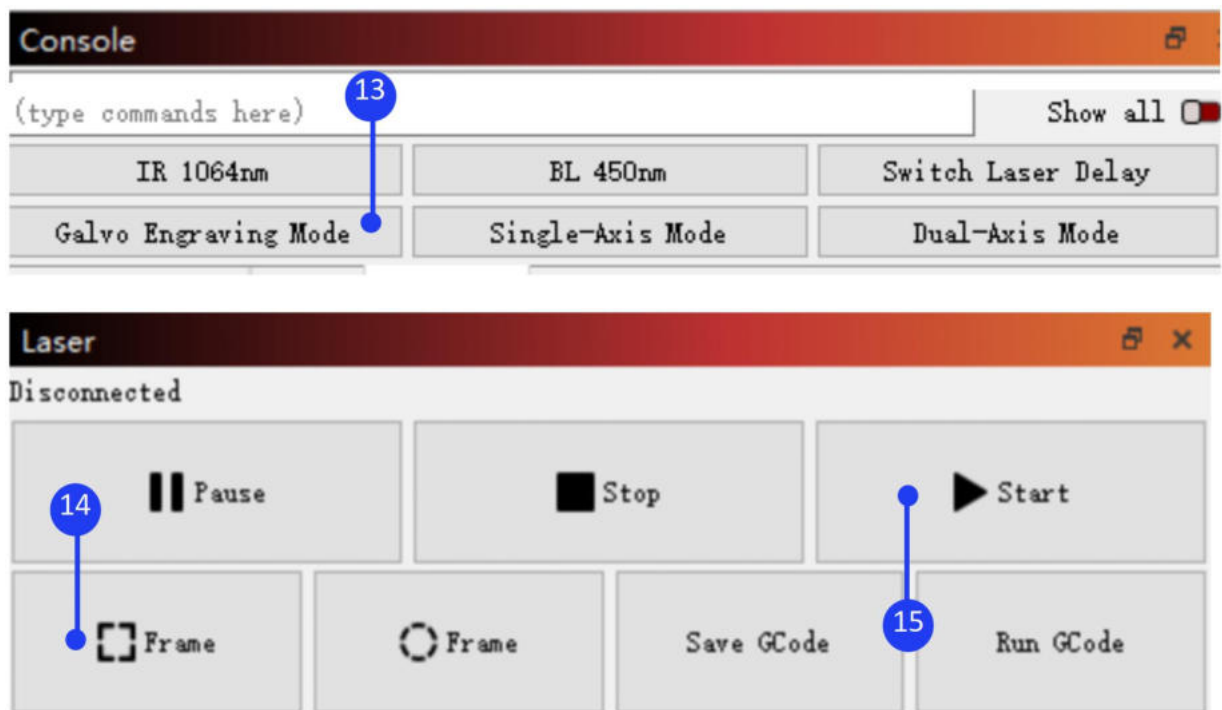 Console
(type commands here)
13
Show all
IR 1064nm
BL 450nm
Switch Laser Delay
Galvo Engraving Mode
Single-Axis Mode
Dual-Axis Mode
Laser
Disconnected
Pause
Stop
Start
14
Frame
Frame
Save GCode
15
Run GCode